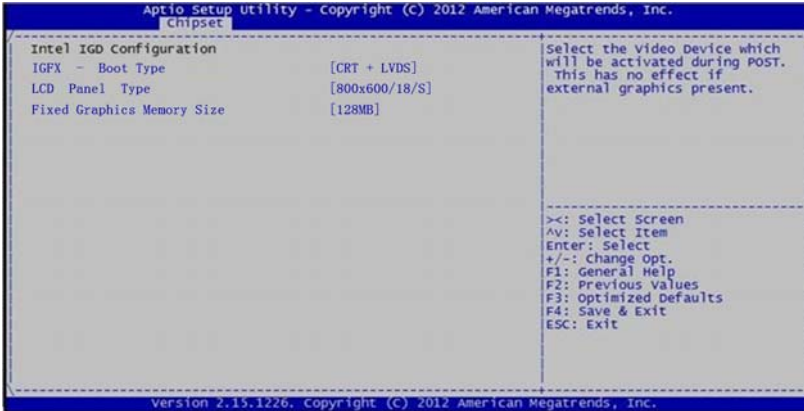 Aptio Setup Utility - Copyright (C) 2012 American Megatrends, Inc.
Chipset
Intel IGD Configuration
IGFX - Boot Type [CRT + LVDS]
LCD Panel Type [800x600/18/S]
Fixed Graphics Memory Size [128MB]
Select the Video Device which
will be activated during POST.
This has no effect if
external graphics present.
><: Select Screen
^v: Select Item
Enter: Select
+/-: Change Opt.
F1: General Help
F2: Previous Values
F3: Optimized Defaults
F4: Save & Exit
ESC: Exit
Version 2.15.1226. Copyright (C) 2012 American Megatrends, Inc.